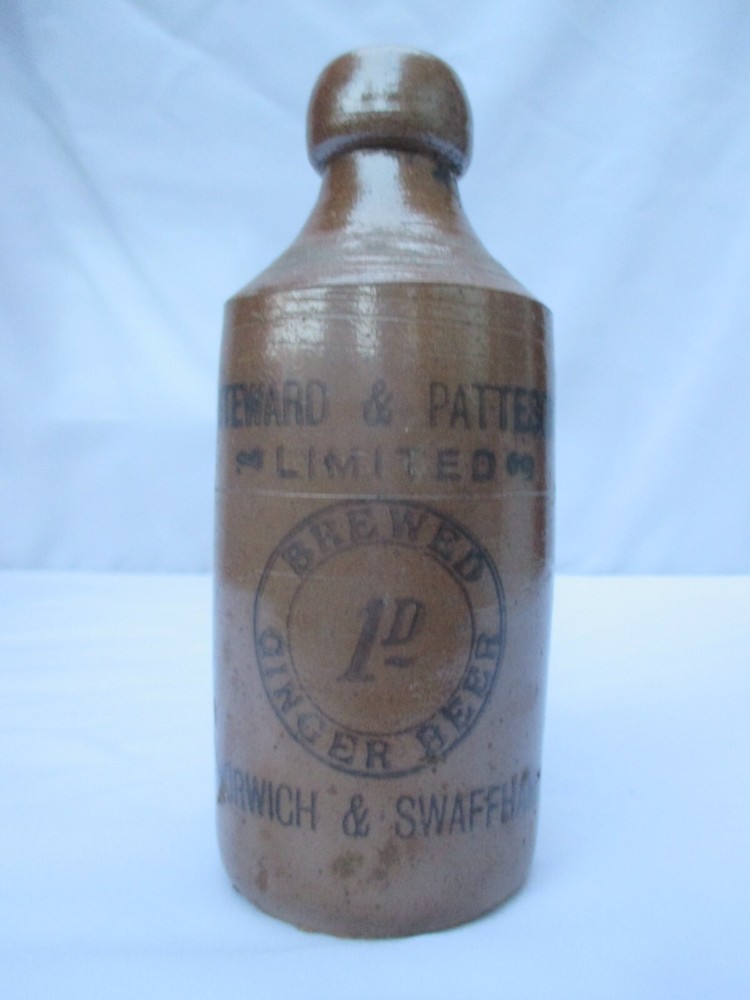 TEWARD & PATTES
LIMITED
BREWED
1D
GINGER BEER
ORWICH & SWAFFHA